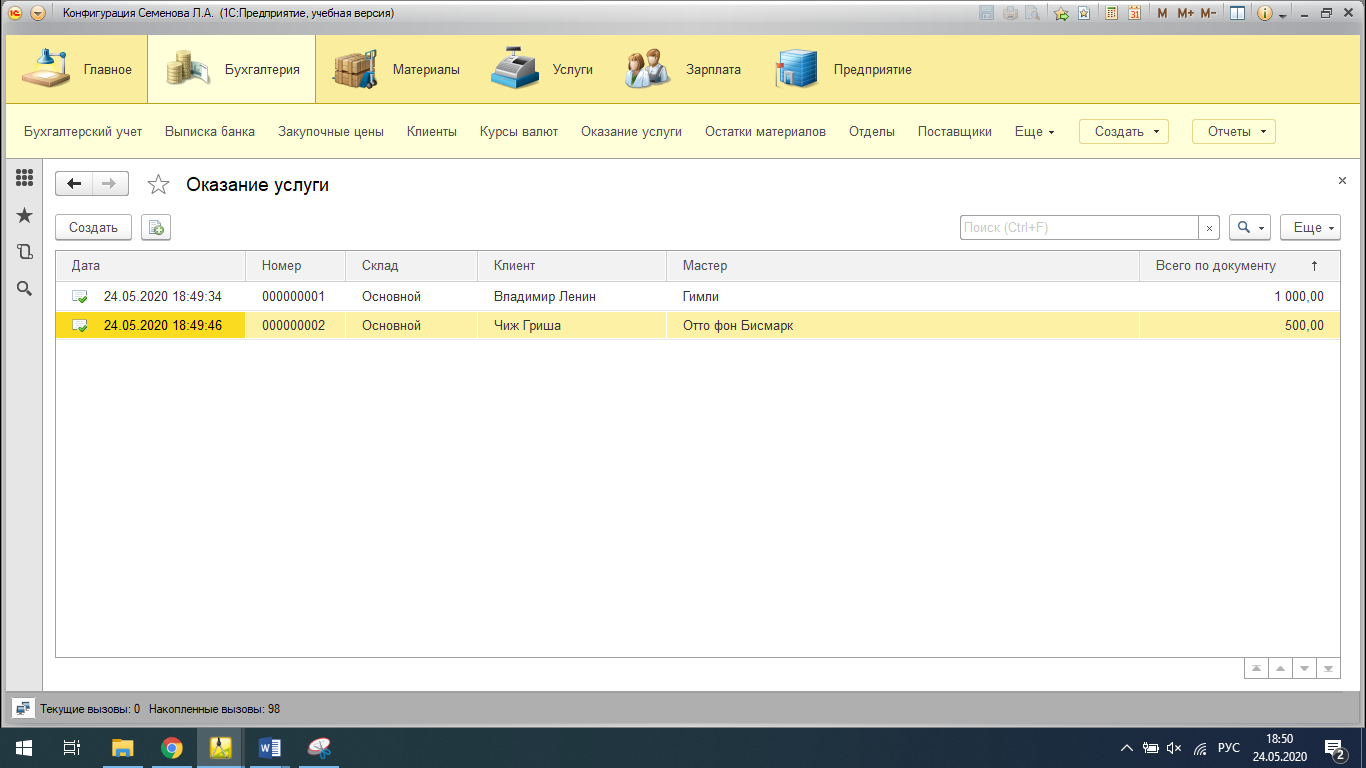 Конфигурация Семенова Л.А. (1С:Предприятие, учебная версия) 31 M M+ M-
Главное Бухгалтерия Материалы Услуги Зарплата Предприятие
Бухгалтерский учет Выписка банка Закупочные цены Клиенты Курсы валют Оказание услуги Остатки материалов Отделы Поставщики Еще Создать Отчеты
Оказание услуги
Создать Поиск (Ctrl+F) Еще
Дата Номер Склад Клиент Мастер Всего по документу
24.05.2020 18:49:34 000000001 Основной Владимир Ленин Гимли 1 000,00
24.05.2020 18:49:46 000000002 Основной Чиж Гриша Отто фон Бисмарк 500,00
Текущие вызовы: 0 Накопленные вызовы: 98
РУС 18:50 2
24.05.2020